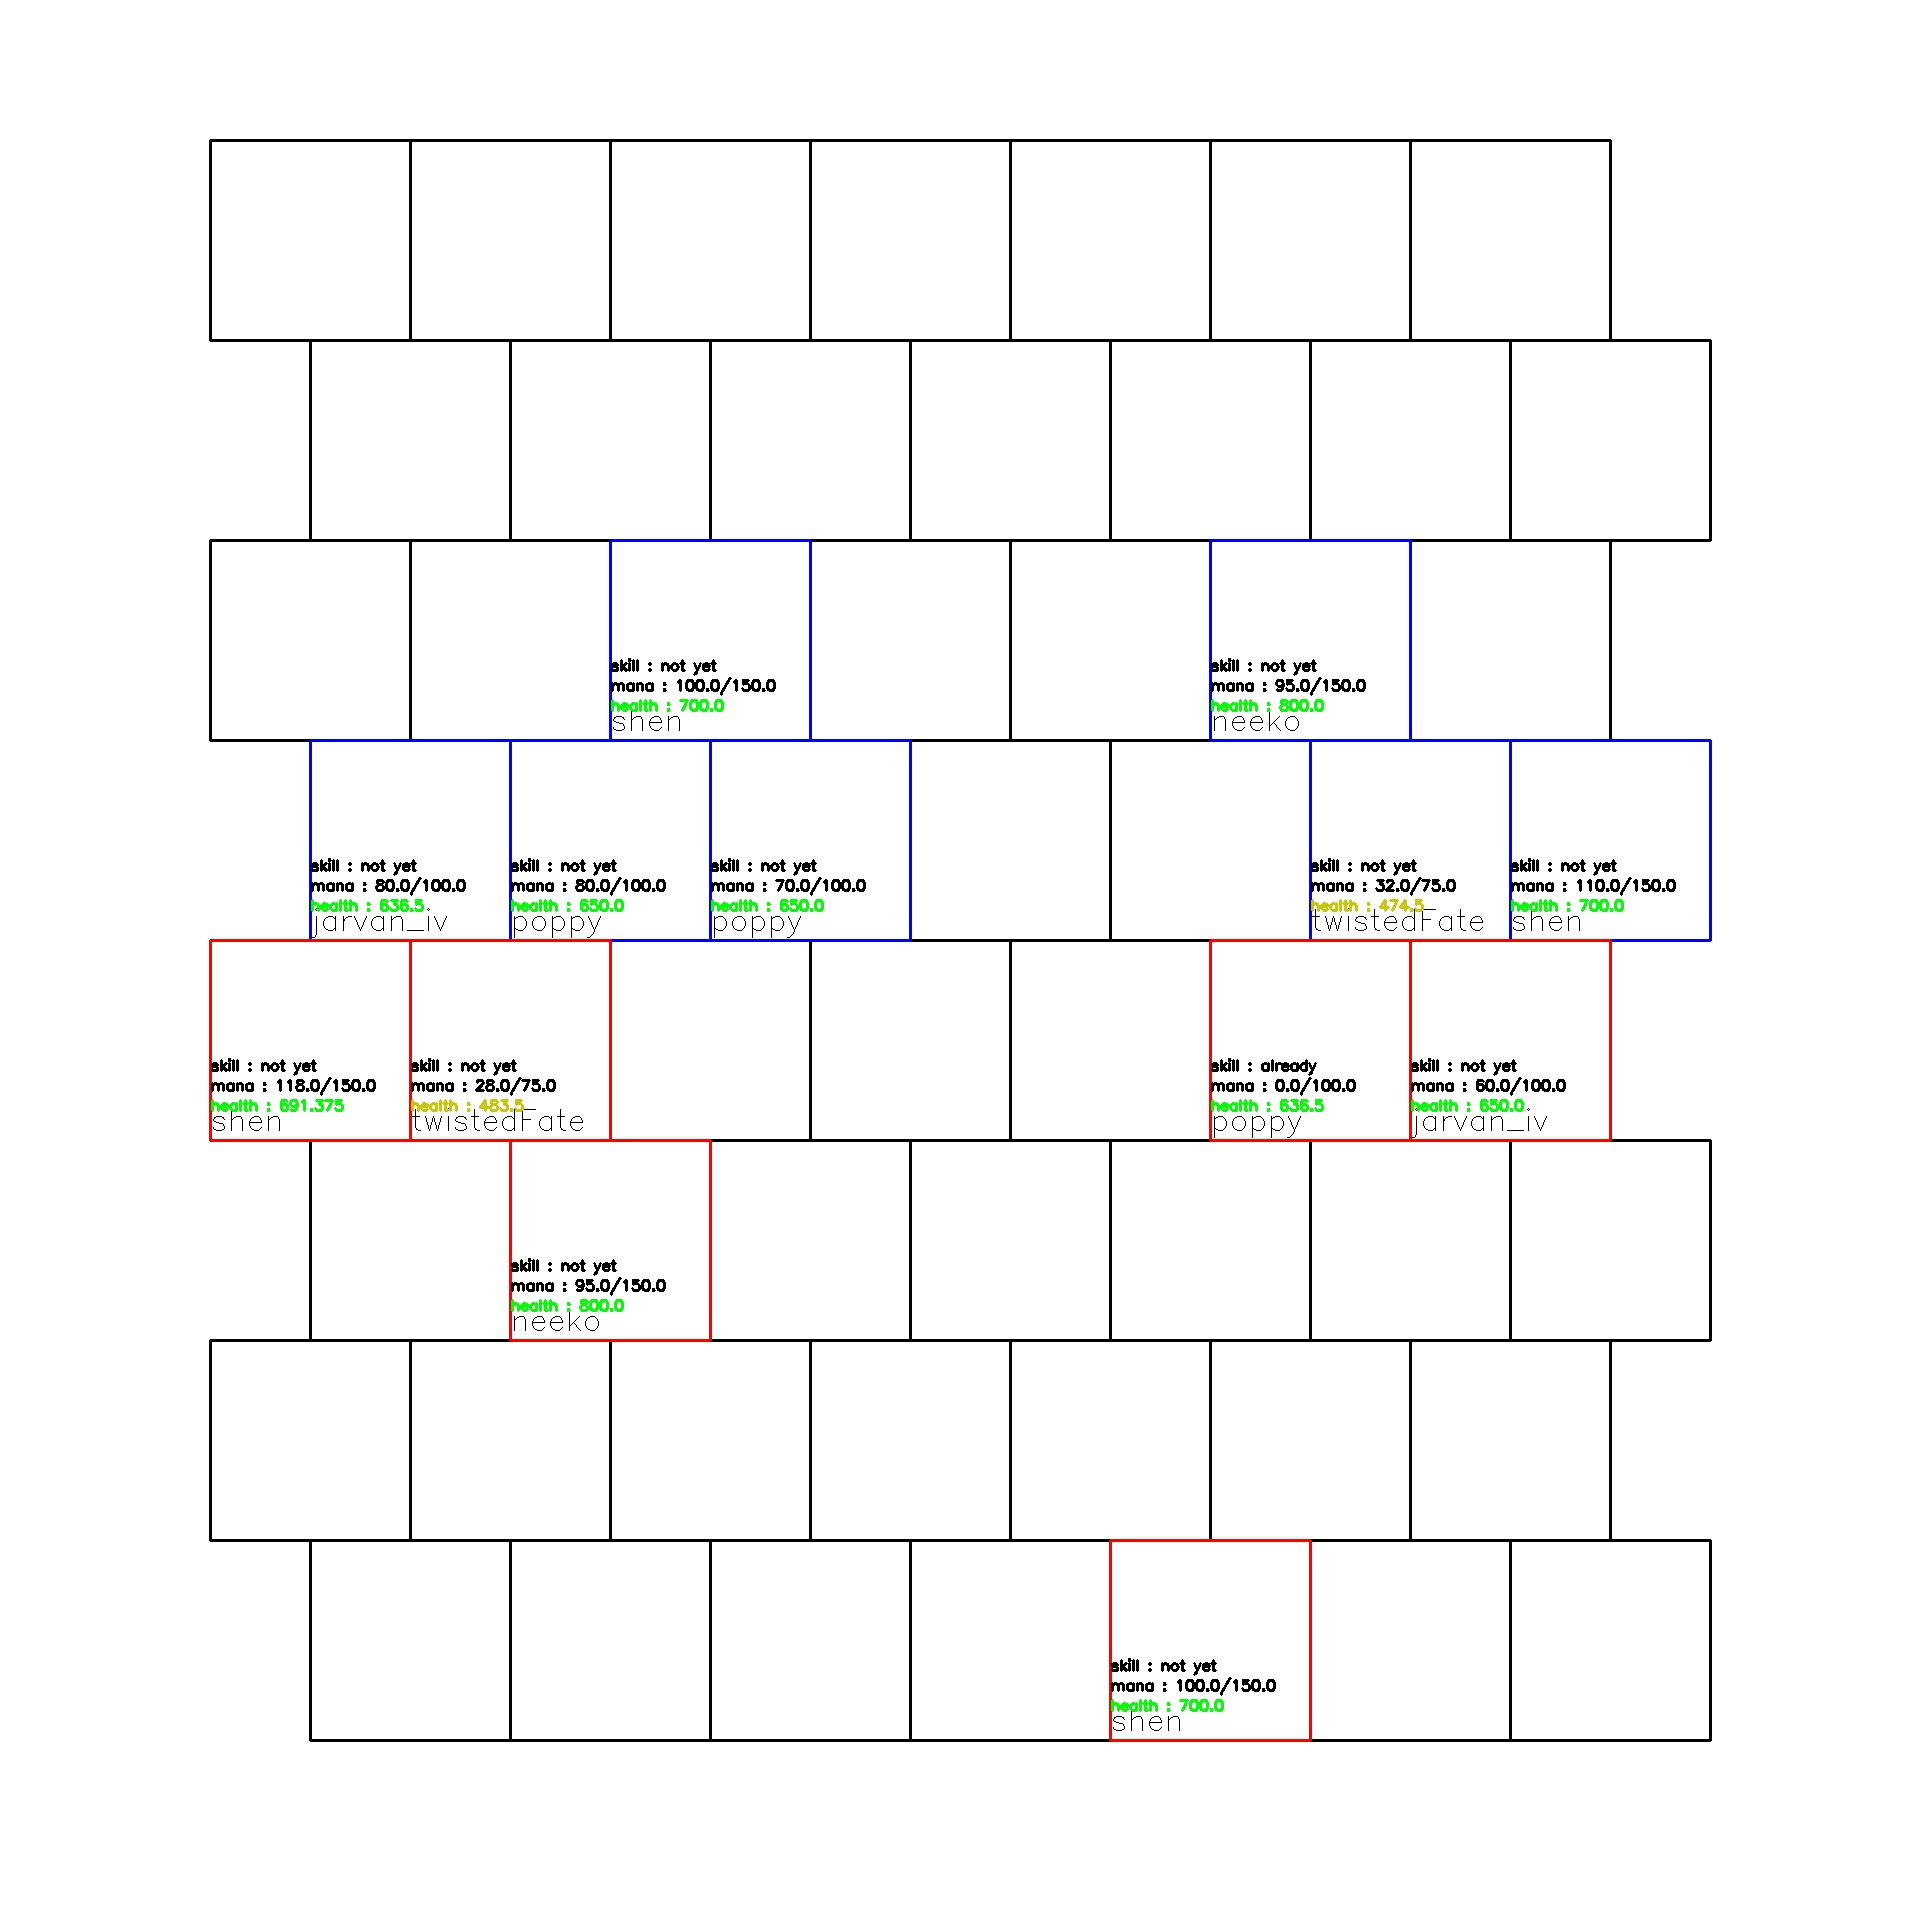 skill : not yet
mana : 100.0/150.0
health : 700.0
shen
skill : not yet
mana : 95.0/150.0
health : 800.0
neeko
skill : not yet
mana : 80.0/100.0
health : 636.5
jarvan_iv
skill : not yet
mana : 80.0/100.0
health : 650.0
poppy
skill : not yet
mana : 70.0/100.0
health : 650.0
poppy
skill : not yet
mana : 32.0/75.0
health : 474.5
twistedFate
skill : not yet
mana : 110.0/150.0
health : 700.0
shen
skill : not yet
mana : 118.0/150.0
health : 691.375
shen
skill : not yet
mana : 28.0/75.0
health : 483.5
twistedFate
skill : already
mana : 0.0/100.0
health : 636.5
poppy
skill : not yet
mana : 60.0/100.0
health : 650.0
jarvan_iv
skill : not yet
mana : 95.0/150.0
health : 800.0
neeko
skill : not yet
mana : 100.0/150.0
health : 700.0
shen